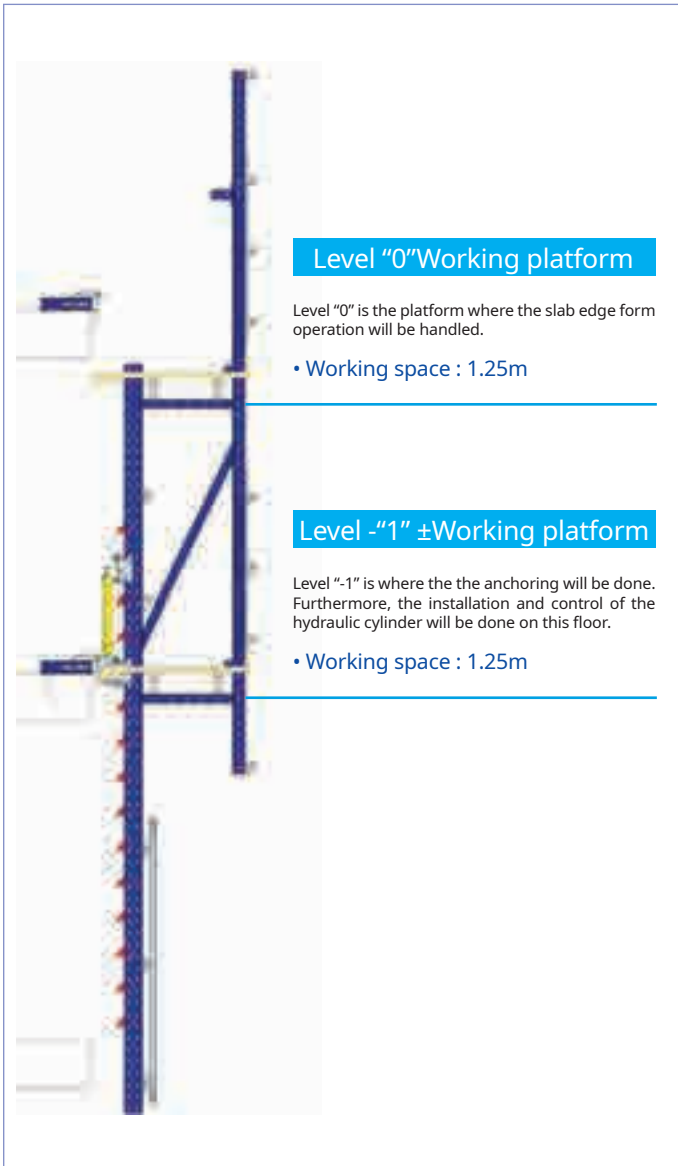 Level “0”Working platform
Level “0” is the platform where the slab edge form
operation will be handled.
• Working space : 1.25m
Level -“1” ±Working platform
Level “-1” is where the the anchoring will be done.
Furthermore, the installation and control of the
hydraulic cylinder will be done on this floor.
• Working space : 1.25m